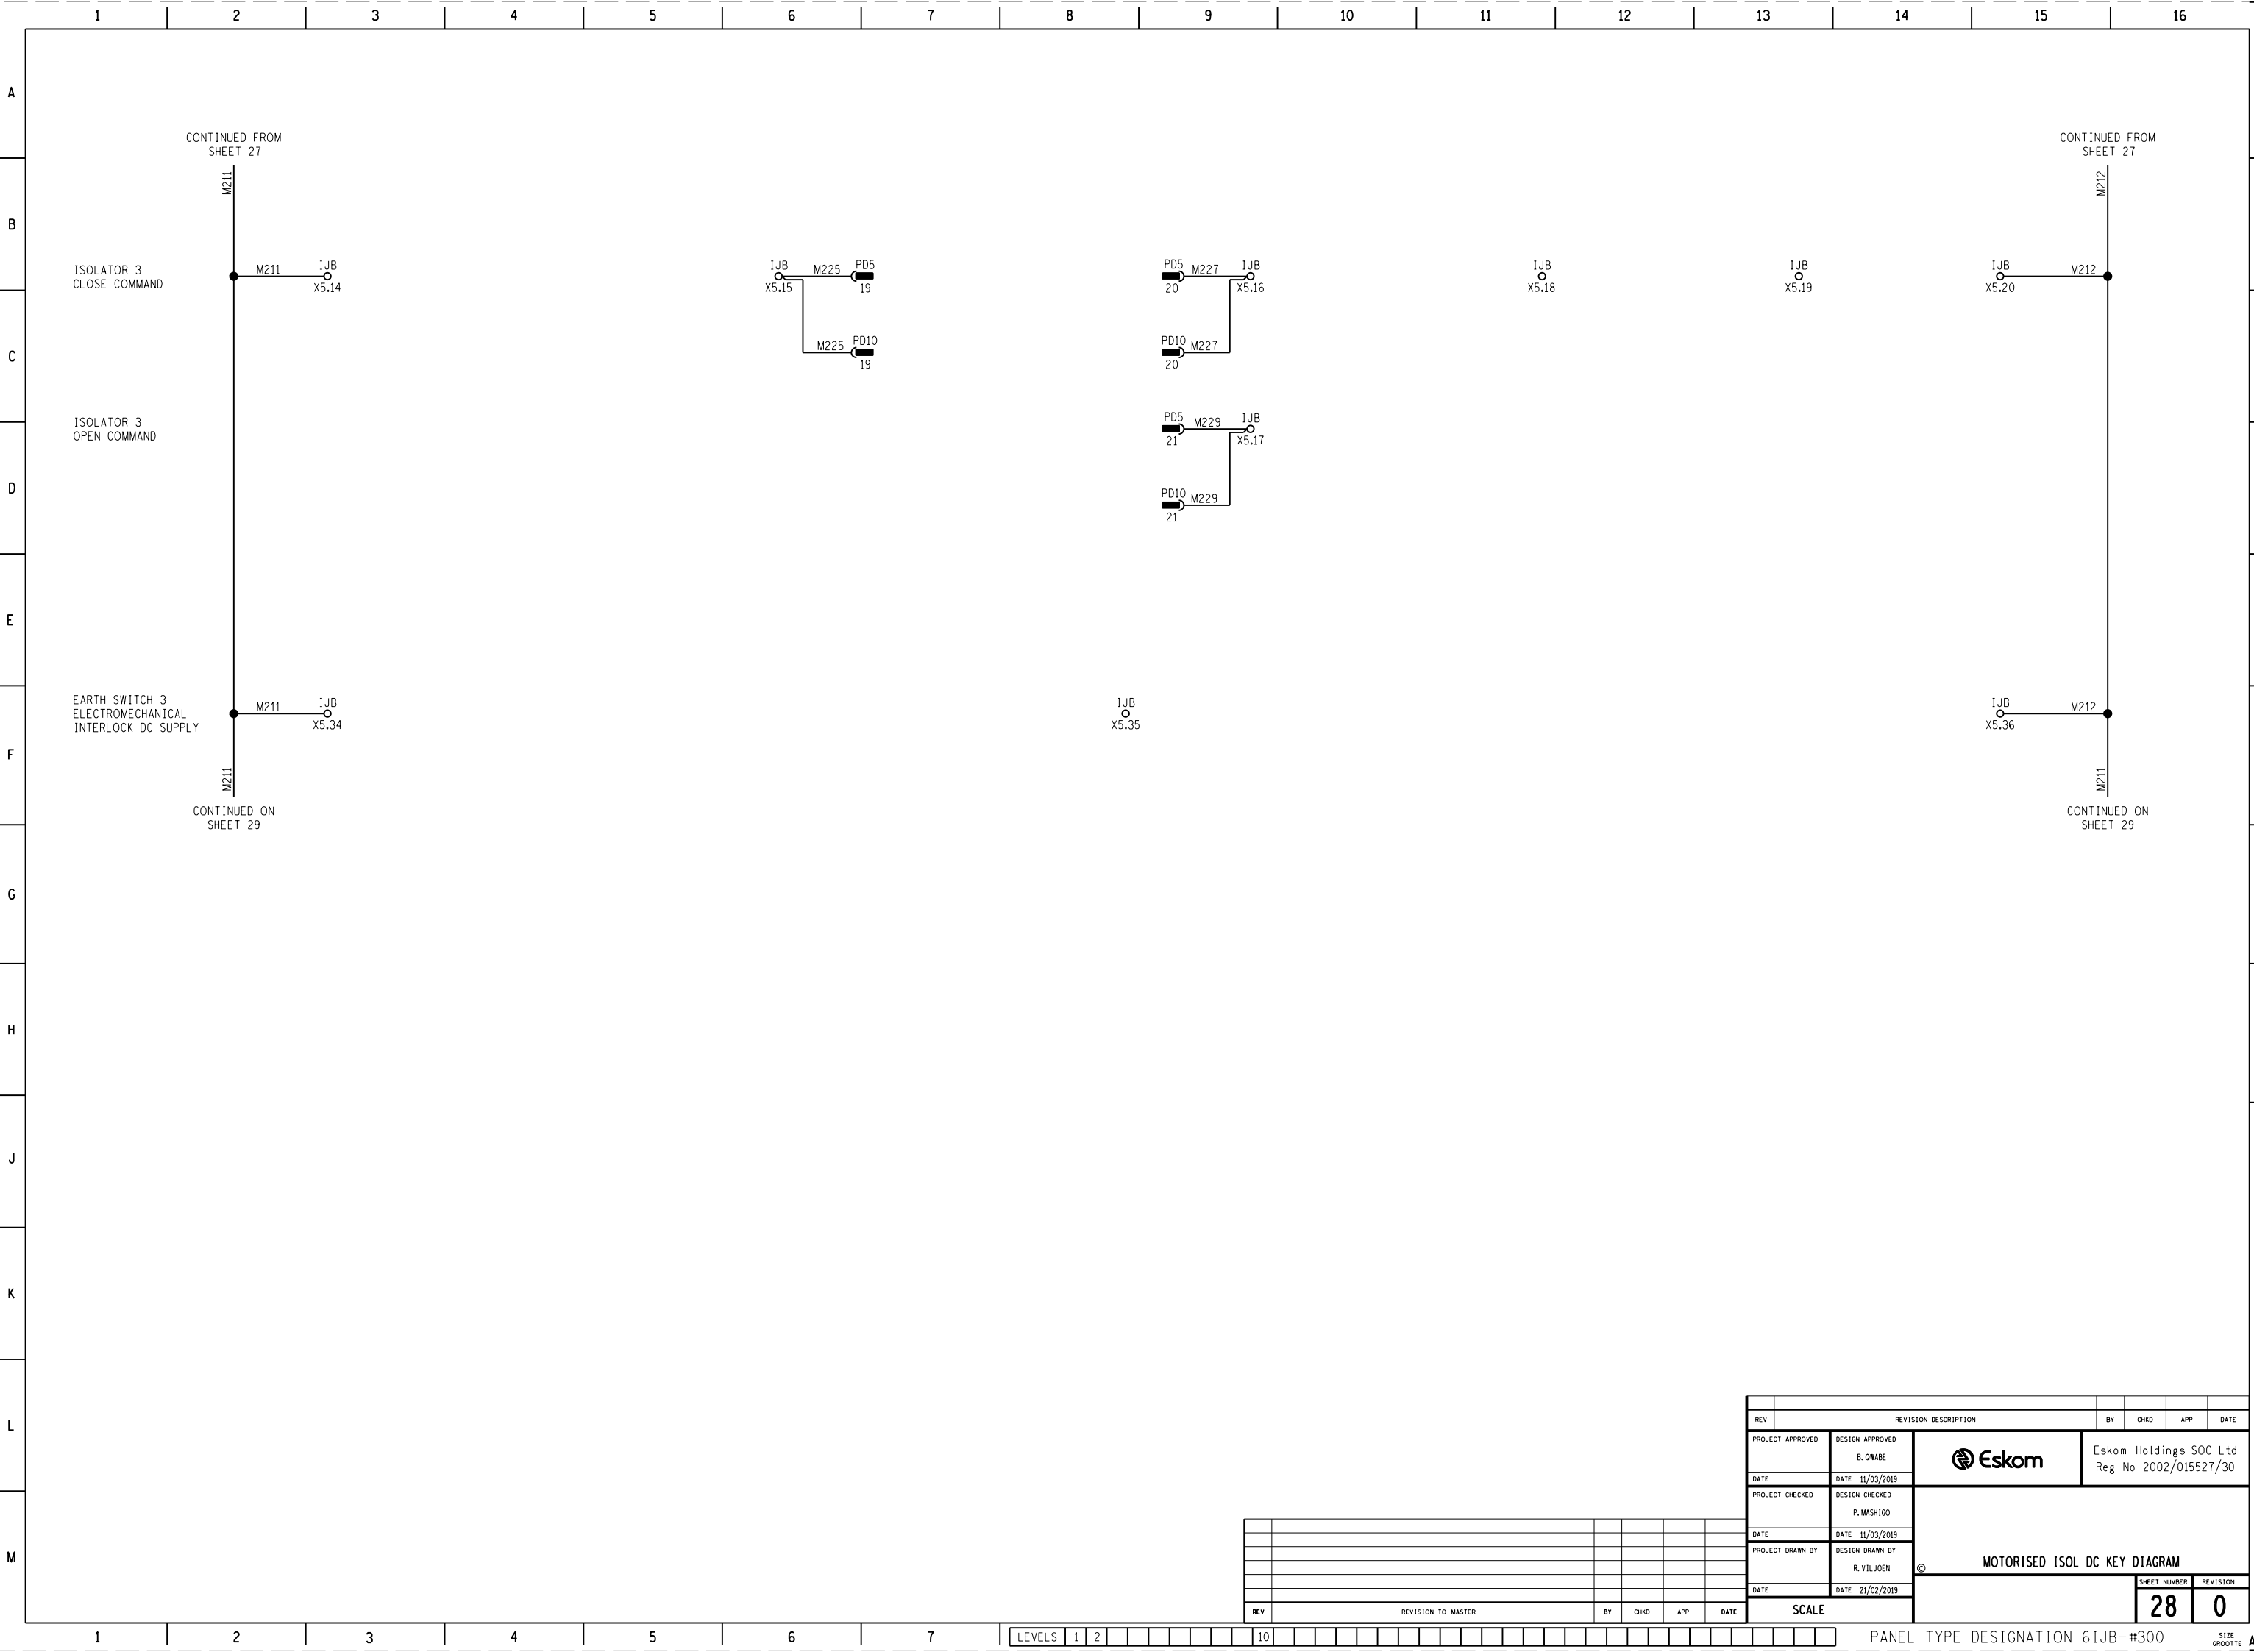 1 2 3 4 5 6 7 8 9 10 11 12 13 14 15 16
A
CONTINUED FROM
SHEET 27
CONTINUED FROM
SHEET 27
M211
M212
B
ISOLATOR 3
CLOSE COMMAND
M211
IJB
X5.14
IJB
X5.15
M225
PD5
19
PD5
20
M227
IJB
X5.16
IJB
X5.18
IJB
X5.19
IJB
X5.20
M212
C
M225
PD10
19
PD10
20
M227
ISOLATOR 3
OPEN COMMAND
PD5
21
M229
IJB
X5.17
D
PD10
21
M229
E
EARTH SWITCH 3
ELECTROMECHANICAL
INTERLOCK DC SUPPLY
M211
IJB
X5.34
IJB
X5.35
IJB
X5.36
M212
F
M211
M211
CONTINUED ON
SHEET 29
CONTINUED ON
SHEET 29
G
H
J
K
L
M
REV REVISION DESCRIPTION BY CHKD APP DATE
PROJECT APPROVED
DATE
DESIGN APPROVED
B. QWABE
DATE 11/03/2019
Eskom
Eskom Holdings SOC Ltd
Reg No 2002/015527/30
PROJECT CHECKED
DATE
DESIGN CHECKED
P. MASHIGO
DATE 11/03/2019
PROJECT DRAWN BY
DATE
DESIGN DRAWN BY
R. VILJOEN
DATE 21/02/2019
SCALE
©
MOTORISED ISOL DC KEY DIAGRAM
SHEET NUMBER
28
REVISION
0
REV REVISION TO MASTER BY CHKD APP DATE
1 2 3 4 5 6 7
LEVELS 1 2 10
PANEL TYPE DESIGNATION 6IJB-#300
SIZE
GROOTTE